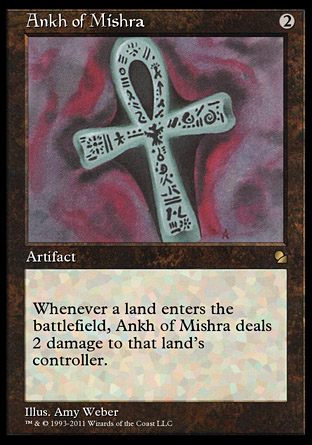 Ankh of Mishra 2
Artifact
Whenever a land enters the
battlefield, Ankh of Mishra deals
2 damage to that land's
controller.
Illus. Amy Weber
™ & © 1993-2011 Wizards of the Coast LLC